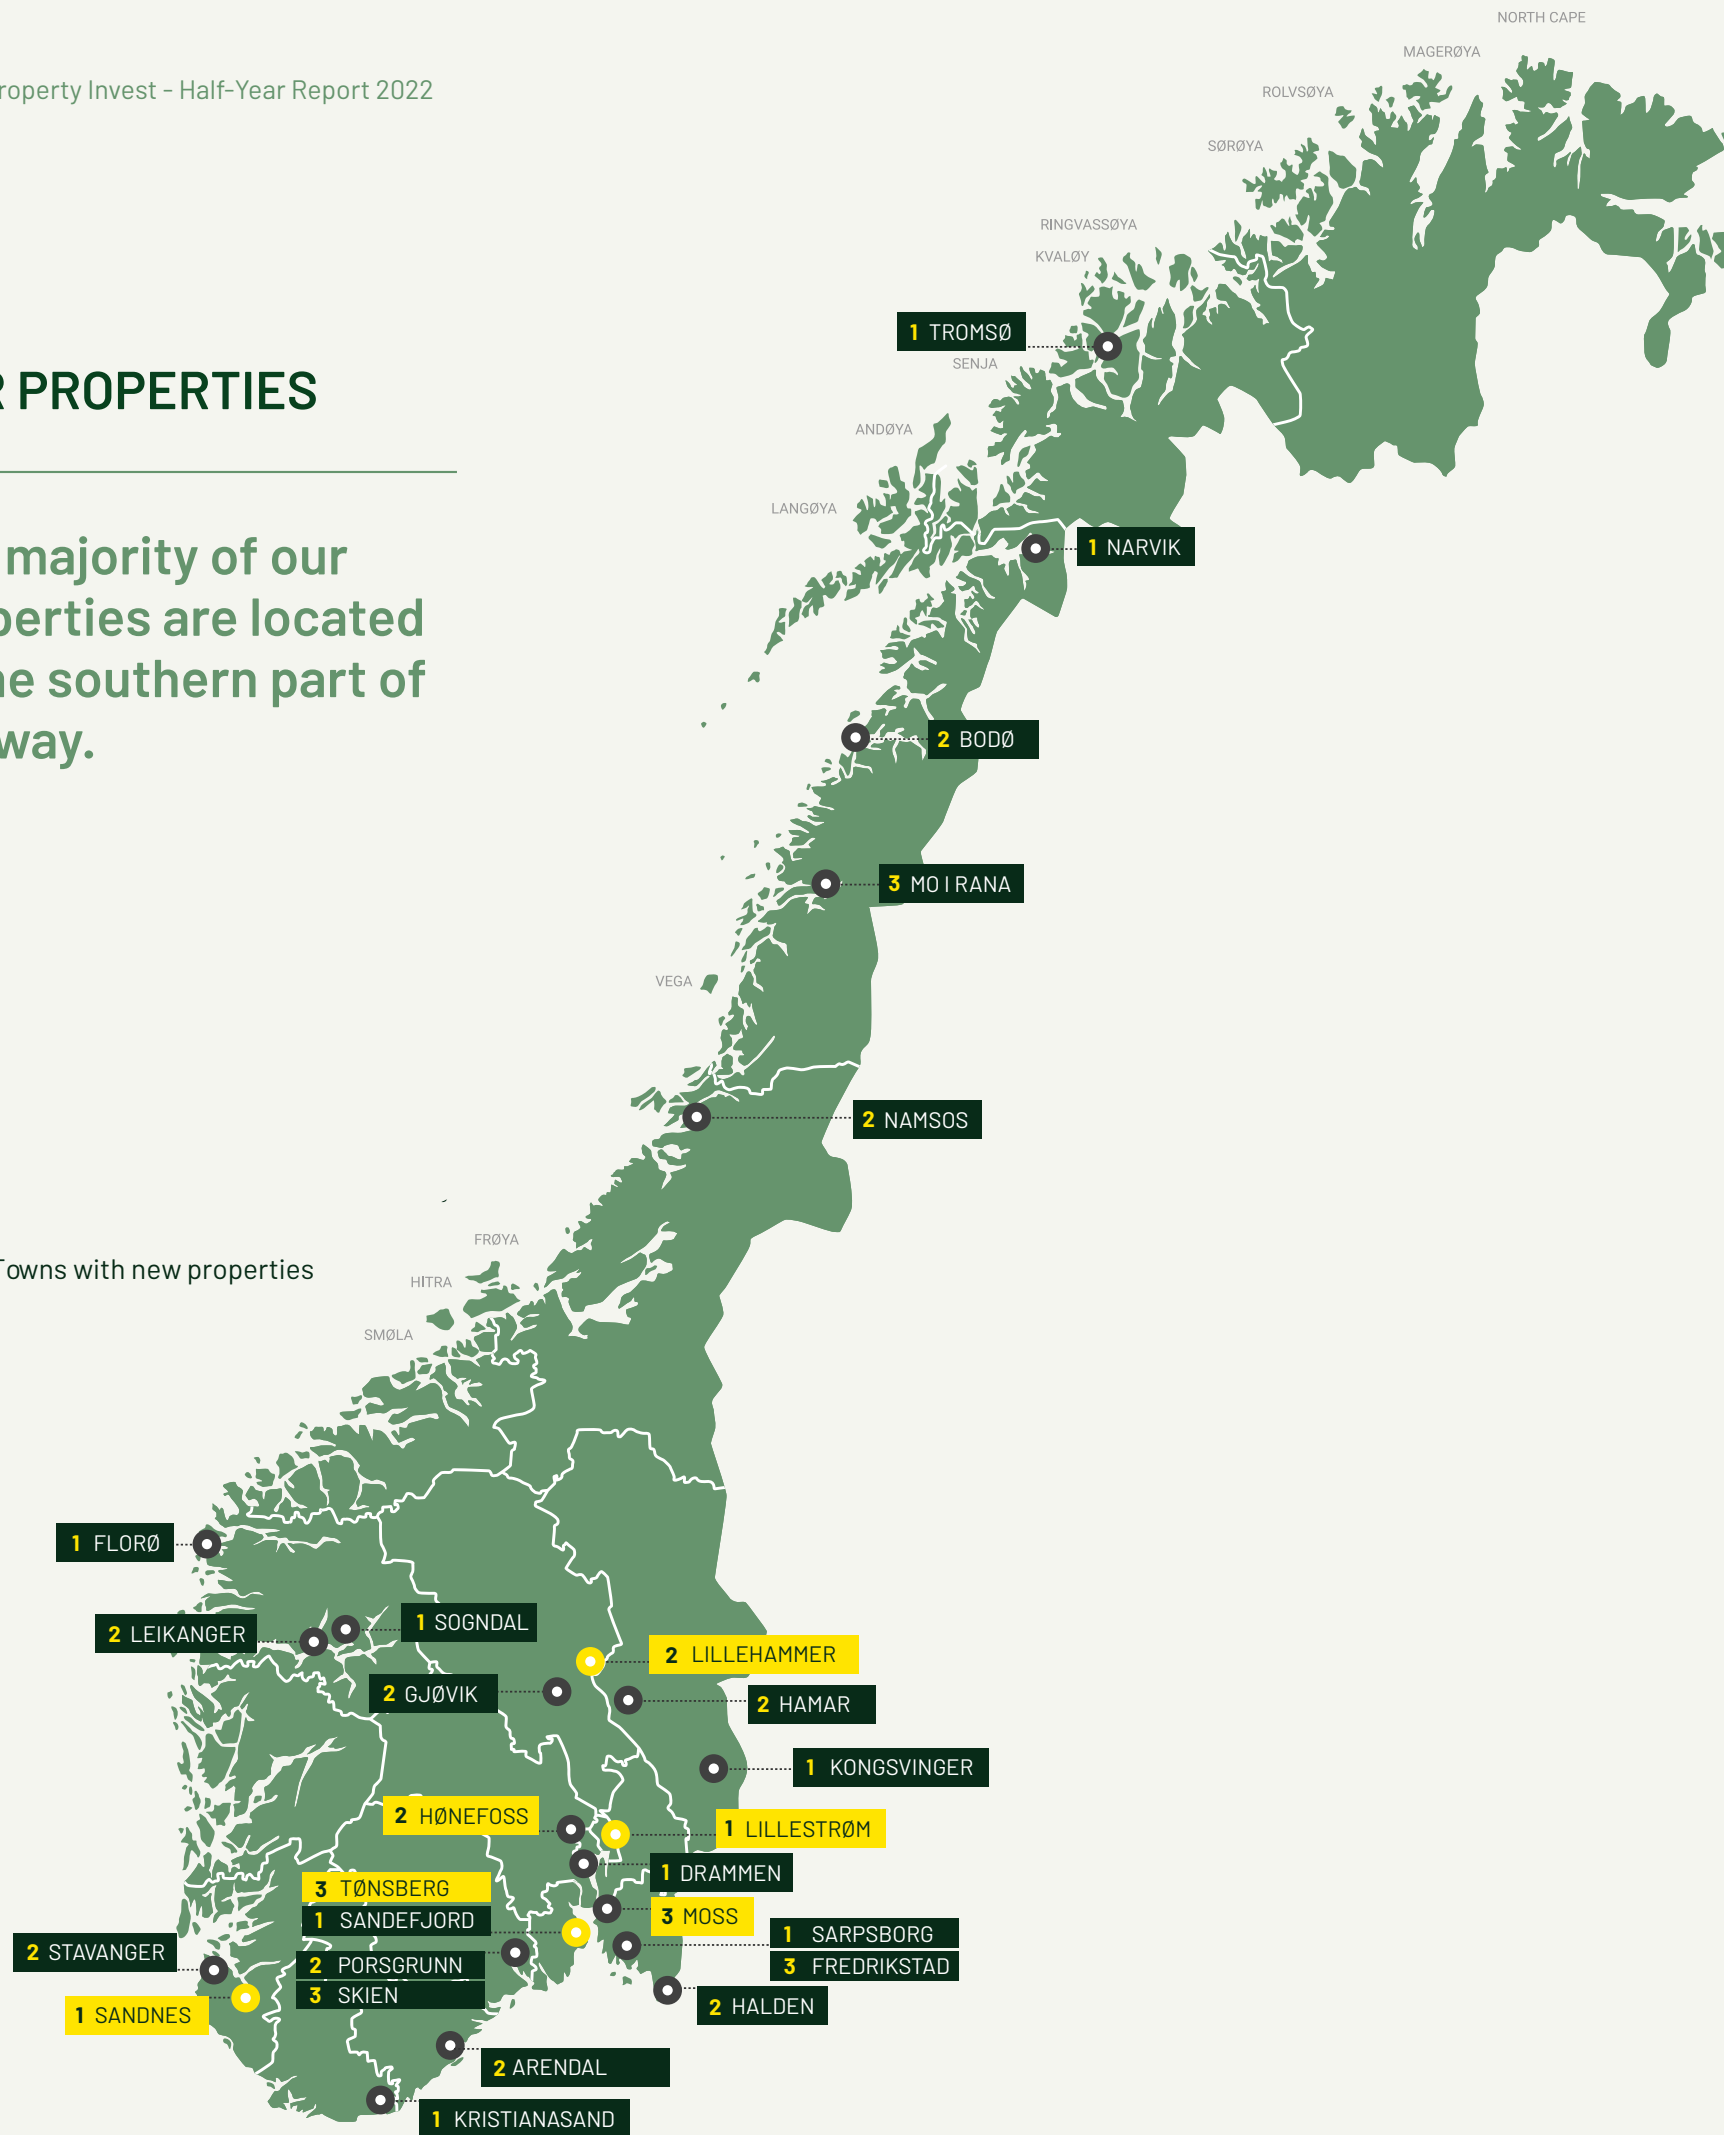 roperty Invest - Half-Year Report 2022
PROPERTIES
majority of our
perties are located
southern part of
way.
Towns with new properties
NORTH CAPE
MAGERØYA
ROLVSØYA
SØRØYA
RINGVASSØYA
KVALØY
1 TROMSØ
SENJA
ANDØYA
LANGØYA
1 NARVIK
2 BODØ
3 MO I RANA
VEGA
2 NAMSOS
FRØYA
HITRA
SMØLA
1 FLORØ
1 SOGNDAL
2 LEIKANGER
2 LILLEHAMMER
2 GJØVIK
2 HAMAR
1 KONGSVINGER
2 HØNEFOSS
1 LILLESTRØM
1 DRAMMEN
3 TØNSBERG
1 SANDEFJORD
3 MOSS
1 SARPSBORG
3 FREDRIKSTAD
2 STAVANGER
2 PORSGRUNN
3 SKIEN
1 SANDNES
2 HALDEN
2 ARENDAL
1 KRISTIANASAND